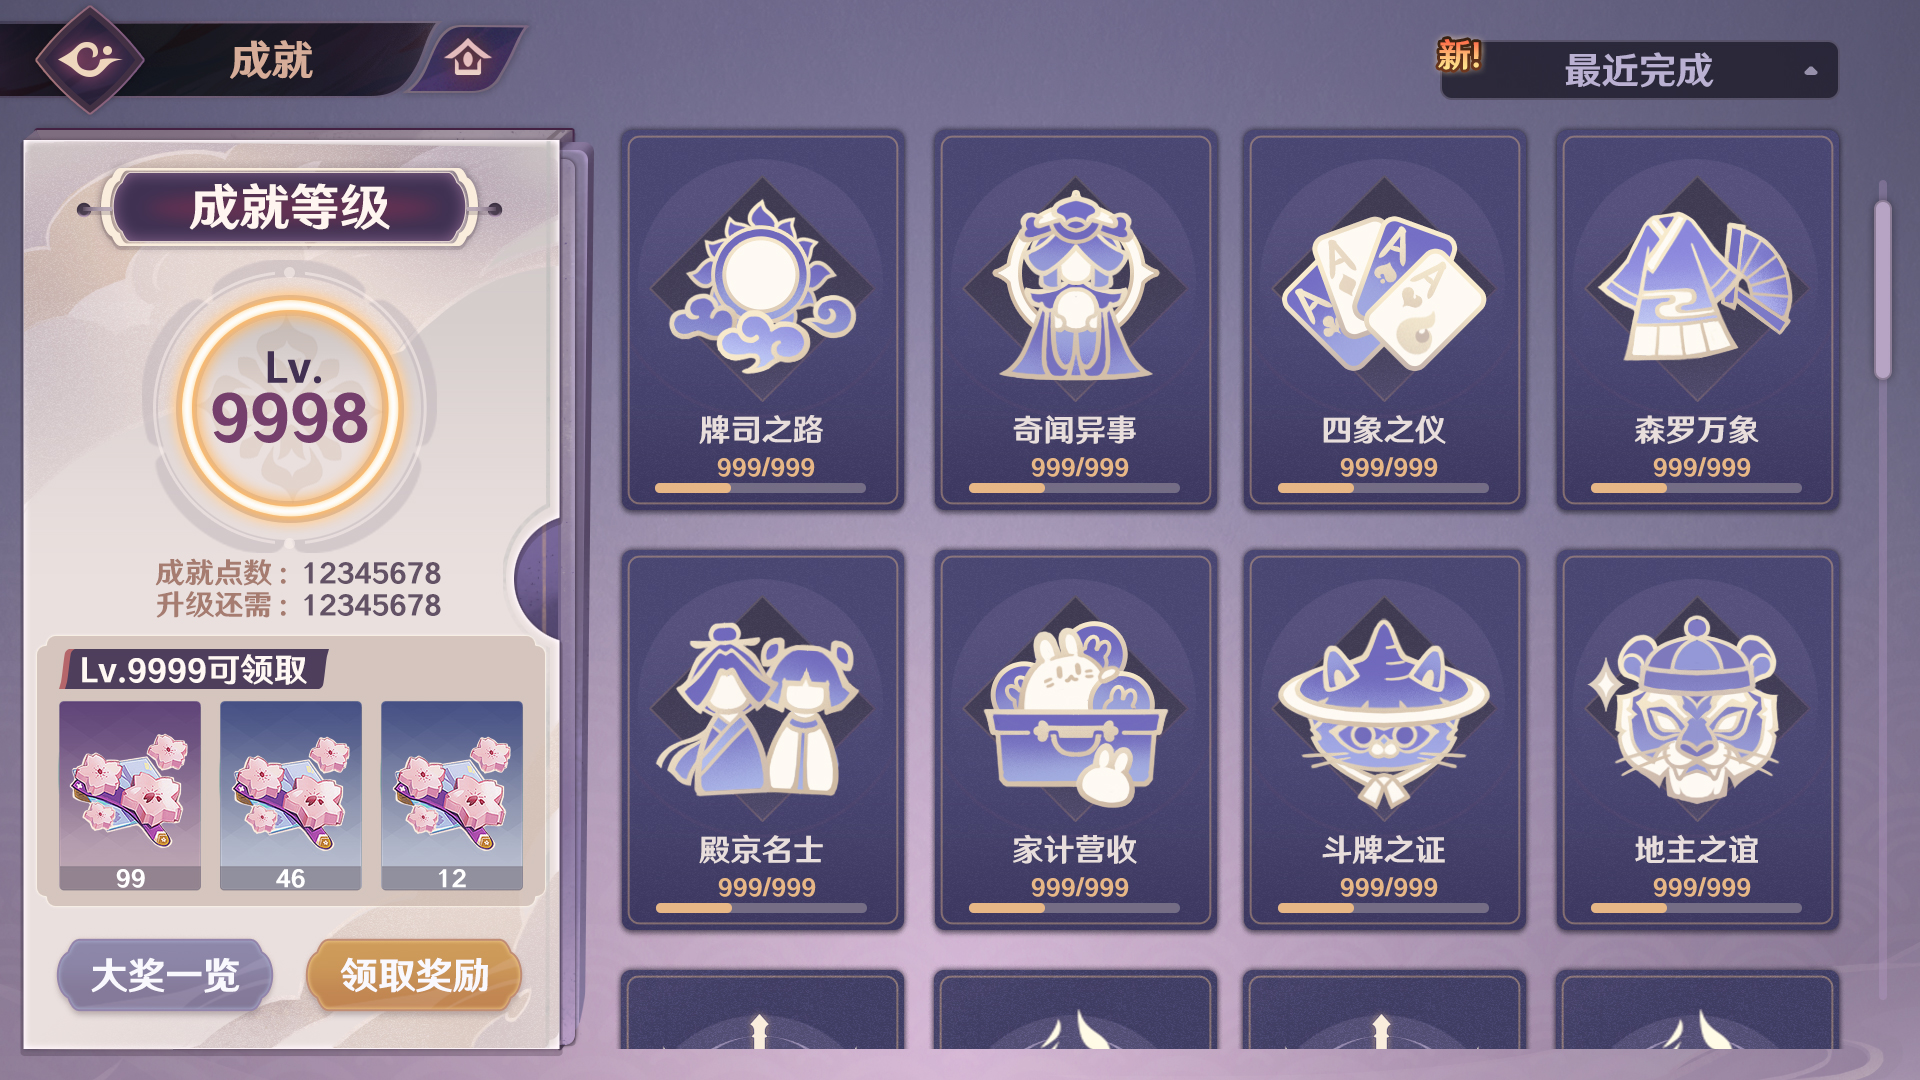 成就
新!
最近完成
成就等级
Lv.
9998
成就点数：12345678
升级还需：12345678
Lv.9999可领取
99
46
12
大奖一览
领取奖励
牌司之路
999/999
奇闻异事
999/999
A
A
A
A
四象之仪
999/999
森罗万象
999/999
殿京名士
999/999
家计营收
999/999
斗牌之证
999/999
地主之谊
999/999